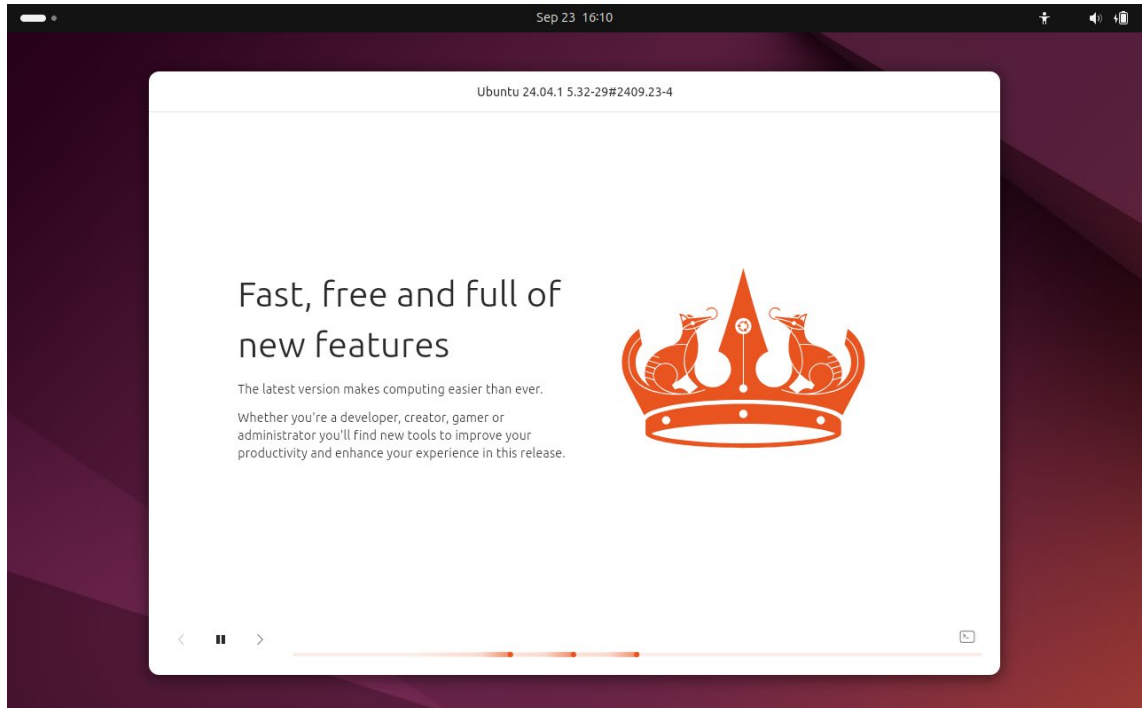 Sep 23 16:10
Ubuntu 24.04.1 5.32-29#2409.23-4
Fast, free and full of
new features
The latest version makes computing easier than ever.
Whether you're a developer, creator, gamer or
administrator you'll find new tools to improve your
productivity and enhance your experience in this release.